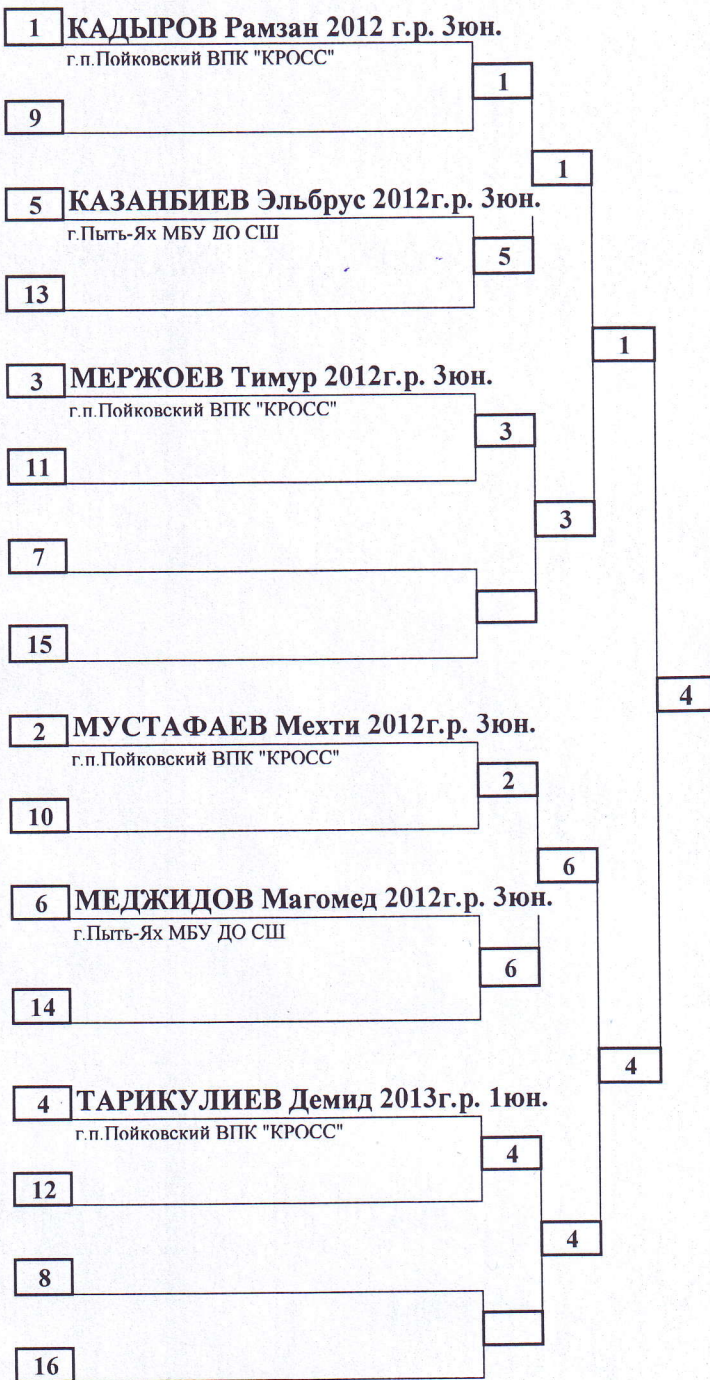 1 КАДЫРОВ Рамзан 2012 г.р. 3юн.
г.п.Пойковский ВПК "КРОСС"
1
9
1
5 КАЗАНБИЕВ Эльбрус 2012г.р. 3юн.
г.Пыть-Ях МБУ ДО СШ
5
13
1
3 МЕРЖОЕВ Тимур 2012г.р. 3юн.
г.п.Пойковский ВПК "КРОСС"
3
11
3
7
15
4
2 МУСТАФАЕВ Мехти 2012г.р. 3юн.
г.п.Пойковский ВПК "КРОСС"
2
10
6
6 МЕДЖИДОВ Магомед 2012г.р. 3юн.
г.Пыть-Ях МБУ ДО СШ
6
14
4
4 ТАРИКУЛИЕВ Демид 2013г.р. 1юн.
г.п.Пойковский ВПК "КРОСС"
4
12
4
8
16